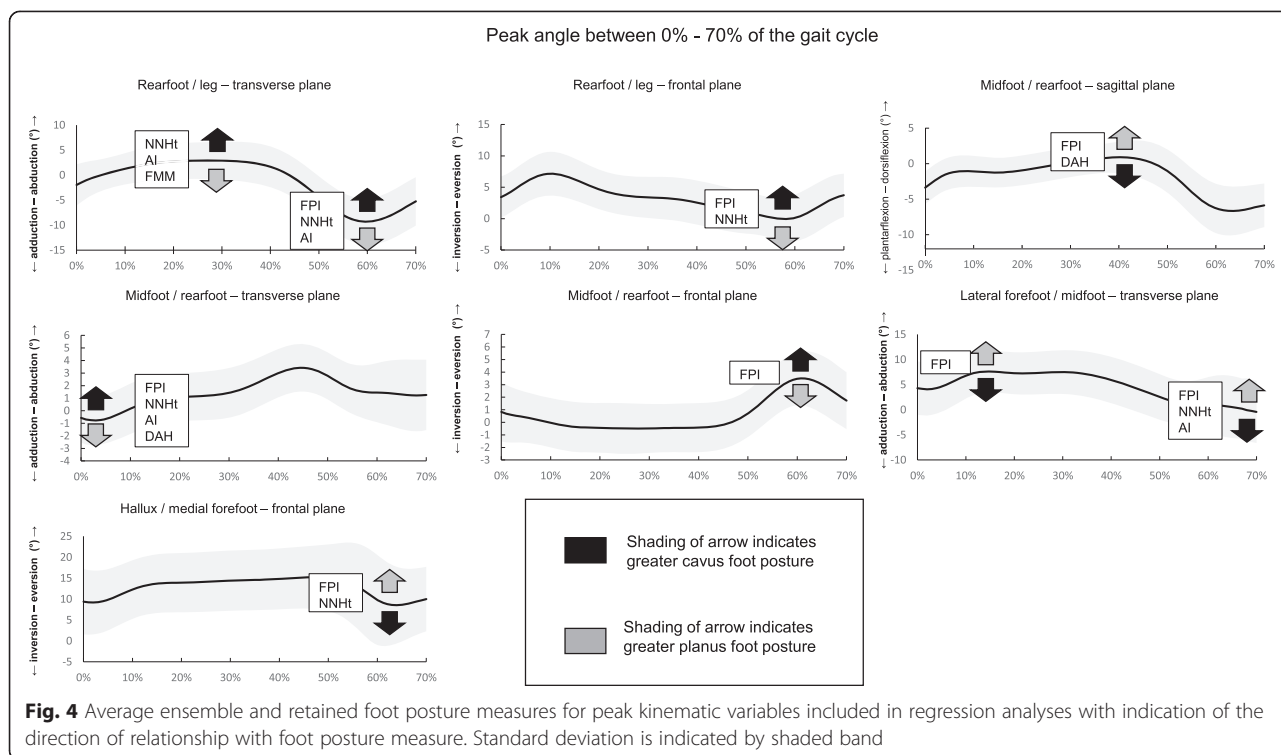 Peak angle between 0% - 70% of the gait cycle
Rearfoot / leg – transverse plane
← adduction – abduction (°) →
10
5
0
-5
-10
-15
NNHt
AI
FMM
FPI
NNHt
AI
0% 10% 20% 30% 40% 50% 60% 70%
Rearfoot / leg – frontal plane
← inversion – eversion (°) →
15
10
5
0
-5
FPI
NNHt
0% 10% 20% 30% 40% 50% 60% 70%
Midfoot / rearfoot – sagittal plane
← plantarflexion – dorsiflexion (°) →
5
0
-5
-10
-15
FPI
DAH
0% 10% 20% 30% 40% 50% 60% 70%
Midfoot / rearfoot – transverse plane
← adduction – abduction (°) →
6
5
4
3
2
1
0
-1
-2
-3
-4
FPI
NNHt
AI
DAH
0% 10% 20% 30% 40% 50% 60% 70%
Midfoot / rearfoot – frontal plane
← inversion – eversion (°) →
7
6
5
4
3
2
1
0
-1
-2
-3
FPI
0% 10% 20% 30% 40% 50% 60% 70%
Lateral forefoot / midfoot – transverse plane
← adduction – abduction (°) →
15
10
5
0
-5
-10
FPI
FPI
NNHt
AI
0% 10% 20% 30% 40% 50% 60% 70%
Hallux / medial forefoot – frontal plane
← inversion – eversion (°) →
25
20
15
10
5
0
-5
FPI
NNHt
0% 10% 20% 30% 40% 50% 60% 70%
Shading of arrow indicates
greater cavus foot posture
Shading of arrow indicates
greater planus foot posture
Fig. 4 Average ensemble and retained foot posture measures for peak kinematic variables included in regression analyses with indication of the
direction of relationship with foot posture measure. Standard deviation is indicated by shaded band